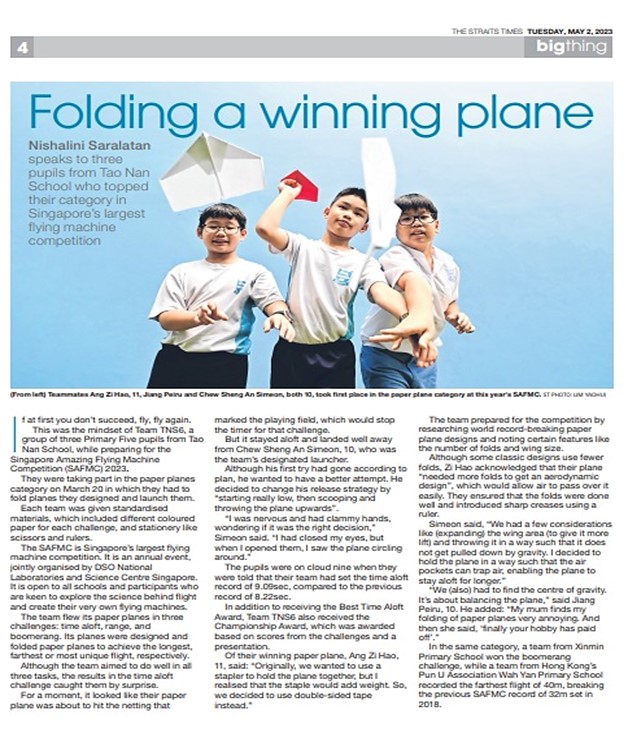 THE STRAITS TIMES TUESDAY, MAY 2, 2023
4
bigthing
Folding a winning plane
Nishalini Saralatan
speaks to three
pupils from Tao Nan
School who topped
their category in
Singapore's largest
flying machine
competition
(From left) Teammates Ang Zi Hao, 11, Jiang Peiru and Chew Sheng An Simeon, both 10, took first place in the paper plane category at this year's SAFMC. ST PHOTO: LIM YAOHUI
If at first you don't succeed, fly, fly again.
This was the mindset of Team TNS6, a
group of three Primary Five pupils from Tao
Nan School, while preparing for the
Singapore Amazing Flying Machine
Competition (SAFMC) 2023.
They were taking part in the paper planes
category on March 20 in which they had to
fold planes they designed and launch them.
Each team was given standardised
materials, which included different coloured
paper for each challenge, and stationery like
scissors and rulers.
The SAFMC is Singapore's largest flying
machine competition. It is an annual event,
jointly organised by DSO National
Laboratories and Science Centre Singapore.
It is open to all schools and participants who
are keen to explore the science behind flight
and create their very own flying machines.
The team flew its paper planes in three
challenges: time aloft, range, and
boomerang. Its planes were designed and
folded paper planes to achieve the longest,
farthest or most unique flight, respectively.
Although the team aimed to do well in all
three tasks, the results in the time aloft
challenge caught them by surprise.
For a moment, it looked like their paper
plane was about to hit the netting that
marked the playing field, which would stop
the timer for that challenge.
But it stayed aloft and landed well away
from Chew Sheng An Simeon, 10, who was
the team's designated launcher.
Although his first try had gone according to
plan, he wanted to have a better attempt. He
decided to change his release strategy by
"starting really low, then scooping and
throwing the plane upwards".
"I was nervous and had clammy hands,
wondering if it was the right decision,"
Simeon said. "I had closed my eyes, but
when I opened them, I saw the plane circling
around."
The pupils were on cloud nine when they
were told that their team had set the time aloft
record of 9.09sec, compared to the previous
record of 8.22sec.
In addition to receiving the Best Time Aloft
Award, Team TNS6 also received the
Championship Award, which was awarded
based on scores from the challenges and a
presentation.
Of their winning paper plane, Ang Zi Hao,
11, said: "Originally, we wanted to use a
stapler to hold the plane together, but I
realised that the staple would add weight. So,
we decided to use double-sided tape
instead."
The team prepared for the competition by
researching world record-breaking paper
plane designs and noting certain features like
the number of folds and wing size.
Although some classic designs use fewer
folds, Zi Hao acknowledged that their plane
"needed more folds to get an aerodynamic
design", which would allow air to pass over it
easily. They ensured that the folds were done
well and introduced sharp creases using a
ruler.
Simeon said, "We had a few considerations
like (expanding) the wing area (to give it more
lift) and throwing it in a way such that it does
not get pulled down by gravity. I decided to
hold the plane in a way such that the air
pockets can trap air, enabling the plane to
stay aloft for longer."
"We (also) had to find the centre of gravity.
It's about balancing the plane," said Jiang
Peiru, 10. He added: "My mum finds my
folding of paper planes very annoying. And
then she said, 'finally your hobby has paid
off'."
In the same category, a team from Xinmin
Primary School won the boomerang
challenge, while a team from Hong Kong's
Pun U Association Wah Yan Primary School
recorded the farthest flight of 40m, breaking
the previous SAFMC record of 32m set in
2018.